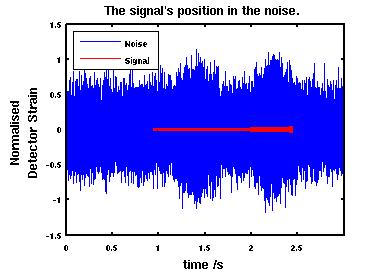 The signal's position in the noise.
Normalised
Detector Strain
1.5
1
0.5
0
-0.5
-1
-1.5
Noise
Signal
0 0.5 1 1.5 2 2.5
time /s